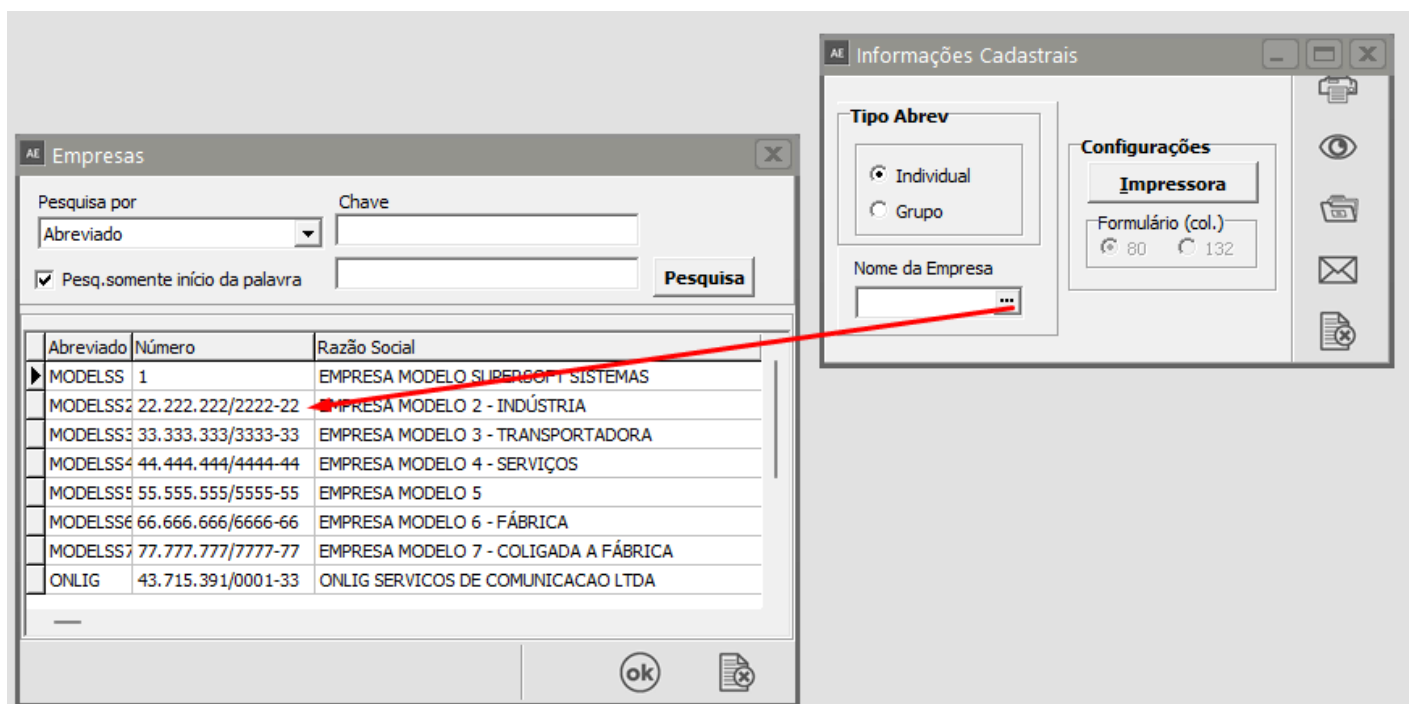 AE Informações Cadastrais
Tipo Abrev
Individual
Grupo
Nome da Empresa
...
Configurações
Impressora
Formulário (col.)
80 132
AE Empresas
Pesquisa por Chave
Abreviado
Pesq.somente início da palavra Pesquisa
Abreviado Número Razão Social
MODELSS 1 EMPRESA MODELO SUPERSOFT SISTEMAS
MODELSS2 22.222.222/2222-22 EMPRESA MODELO 2 - INDÚSTRIA
MODELSS3 33.333.333/3333-33 EMPRESA MODELO 3 - TRANSPORTADORA
MODELSS4 44.444.444/4444-44 EMPRESA MODELO 4 - SERVIÇOS
MODELSS5 55.555.555/5555-55 EMPRESA MODELO 5
MODELSS6 66.666.666/6666-66 EMPRESA MODELO 6 - FÁBRICA
MODELSS7 77.777.777/7777-77 EMPRESA MODELO 7 - COLIGADA A FÁBRICA
ONLIG 43.715.391/0001-33 ONLIG SERVICOS DE COMUNICACAO LTDA
ok